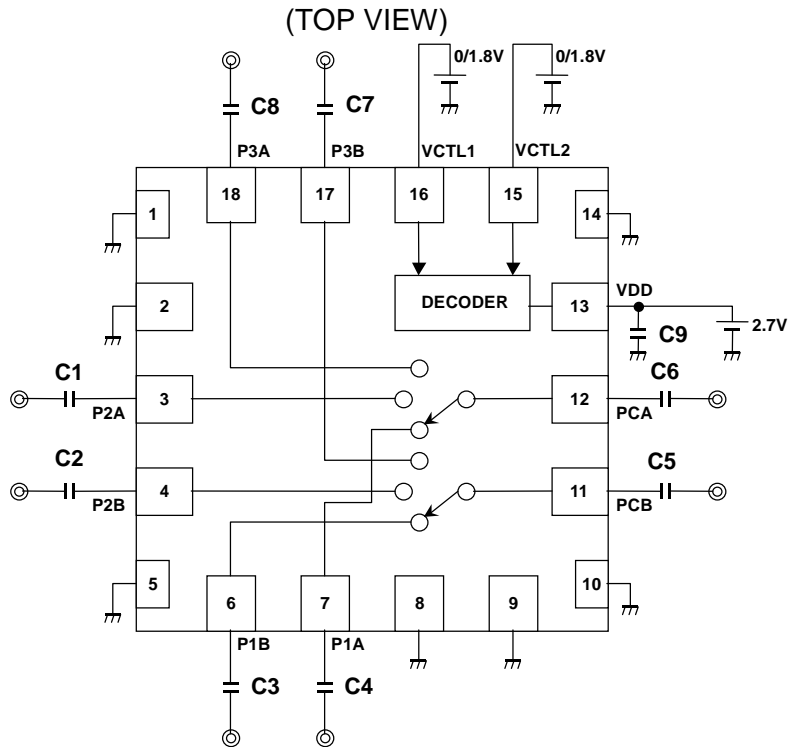 (TOP VIEW)
0/1.8V 0/1.8V
C8 C7
P3A P3B VCTL1 VCTL2
18 17 16 15
1 14
2 DECODER 13 VDD
C9 2.7V
C1 C6
3 12
P2A PCA
C2 C5
4 11
P2B PCB
5 10
6 7 8 9
P1B P1A
C3 C4